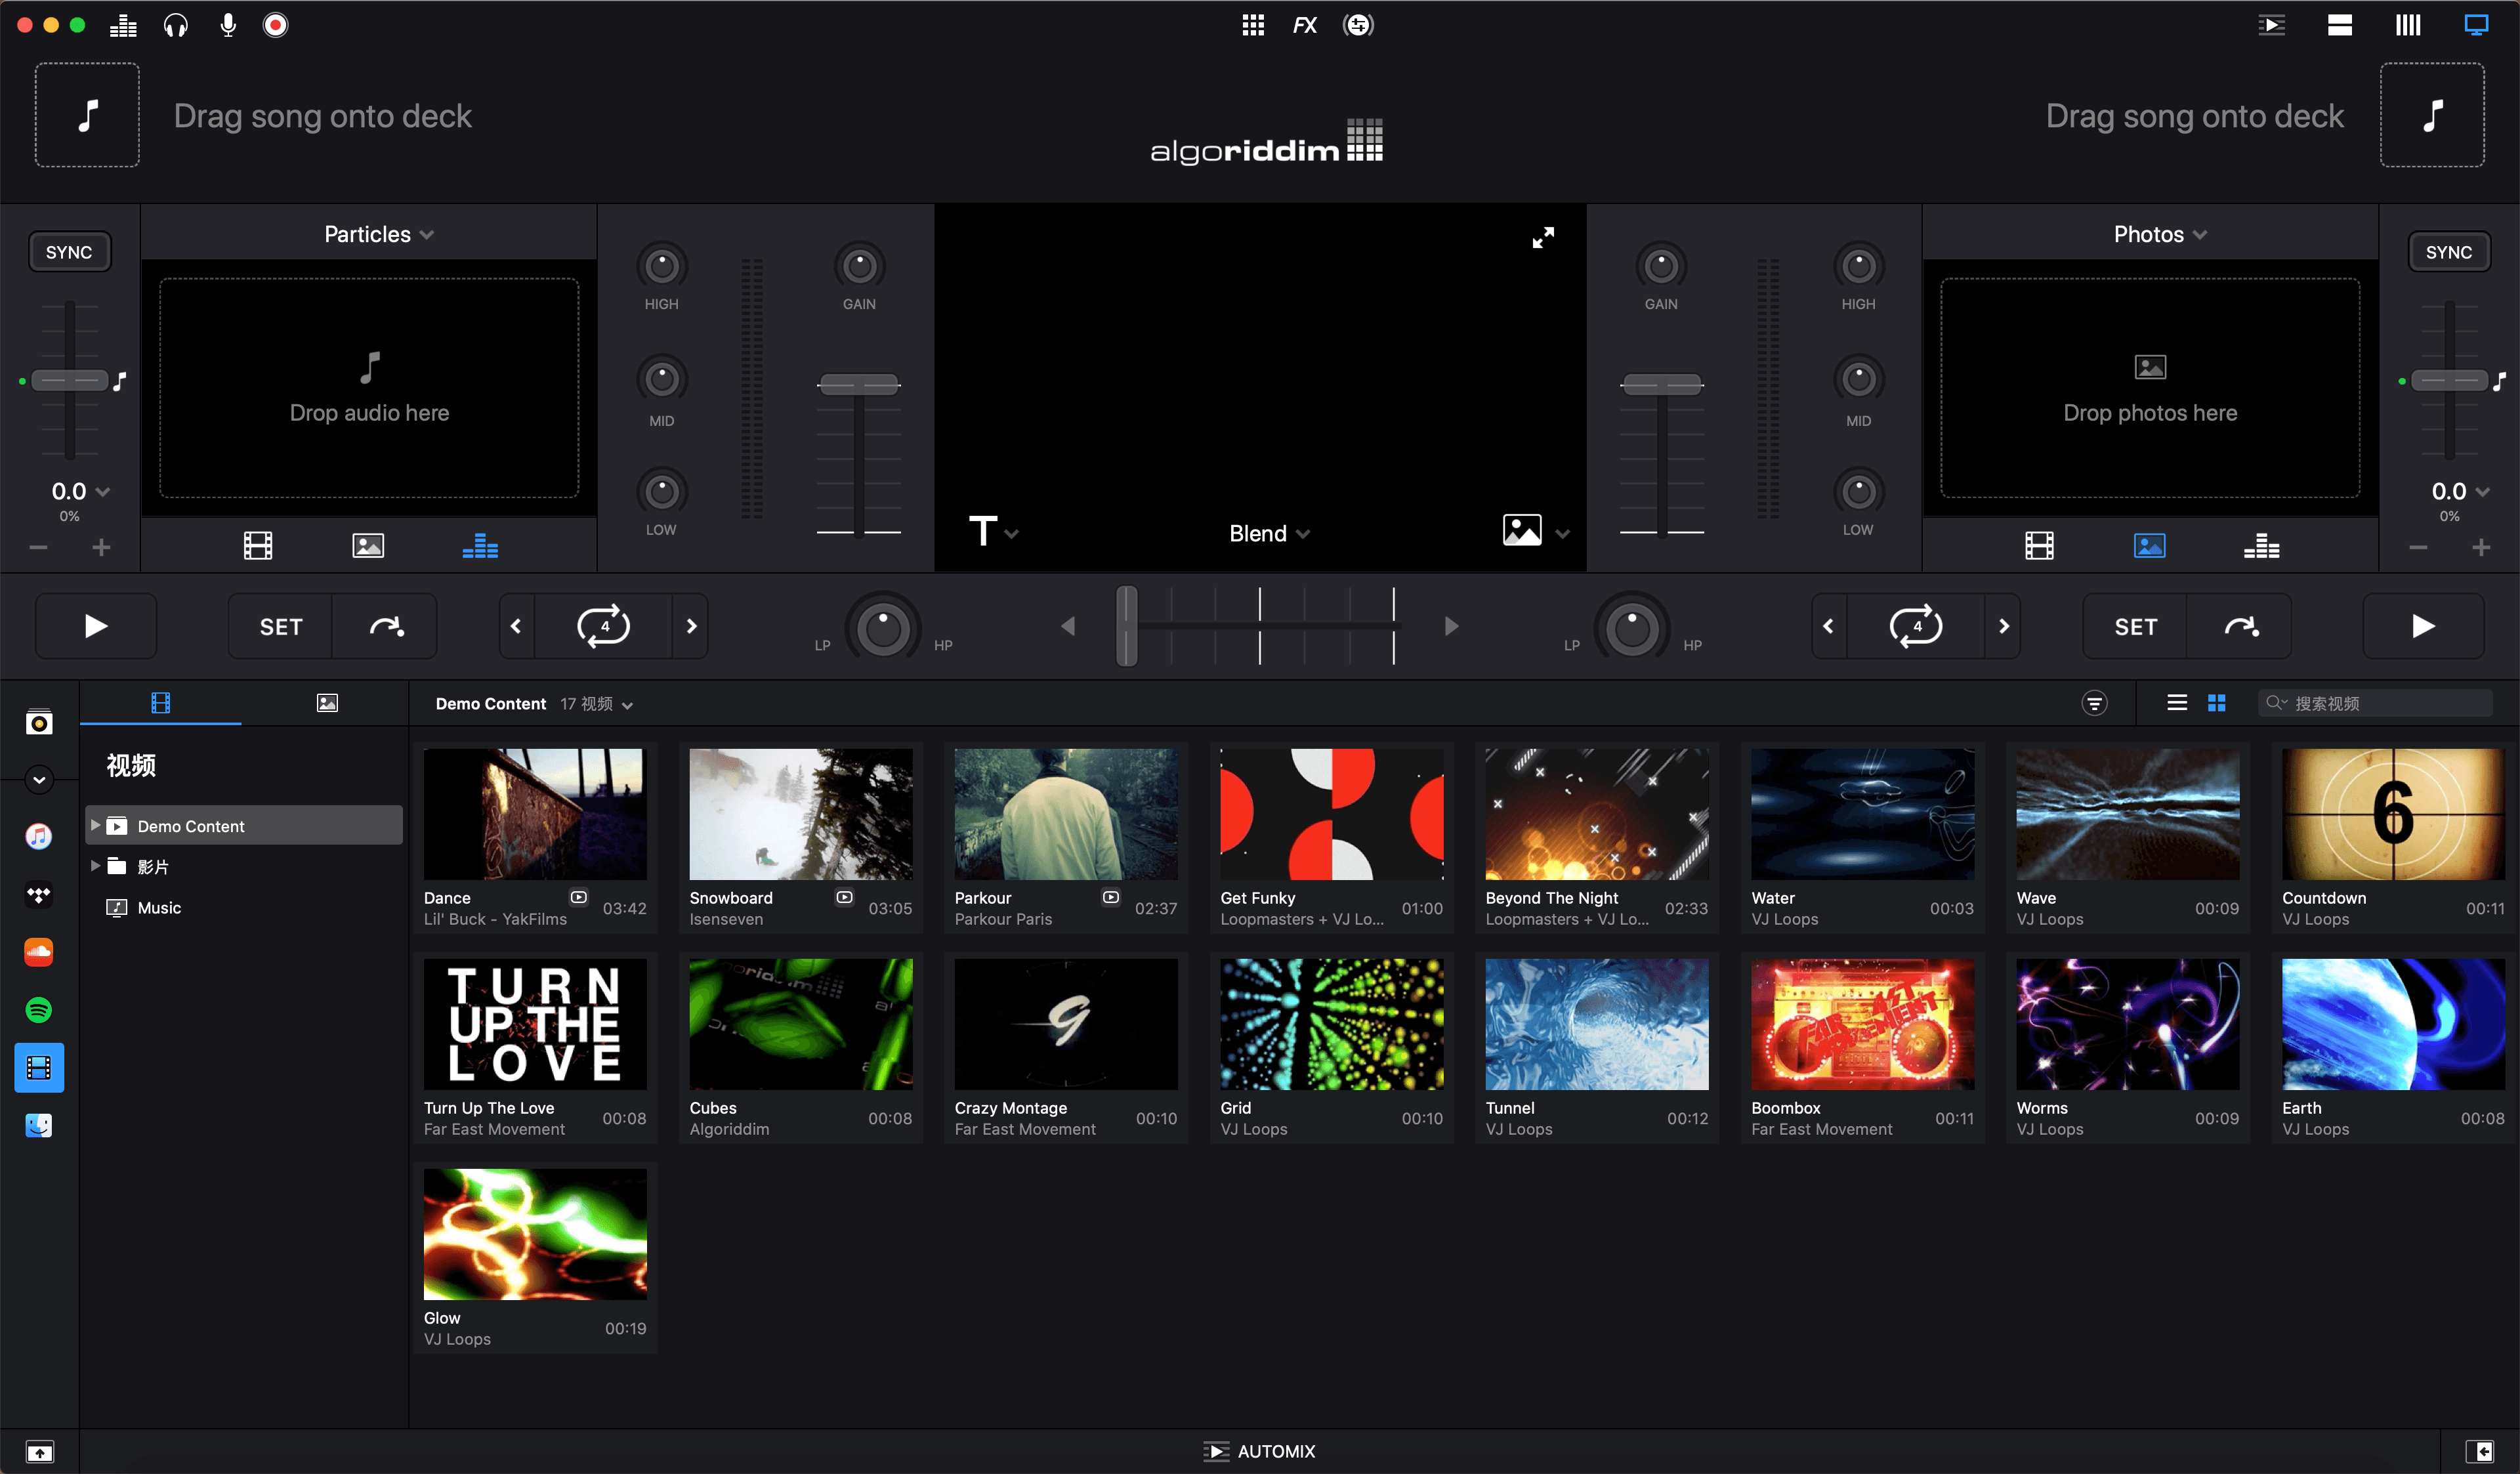 FX
Drag song onto deck
algoriddim
Drag song onto deck
SYNC
Particles
Photos
SYNC
HIGH
GAIN
GAIN
HIGH
Drop audio here
MID
Drop photos here
MID
0.0
0%
LOW
T
Blend
LOW
0.0
0%
SET
4
LP
HP
LP
HP
4
SET
Demo Content 17 视频
搜索视频
视频
Demo Content
影片
Music
6
Dance
Lil' Buck - YakFilms
03:42
Snowboard
Isenseven
03:05
Parkour
Parkour Paris
02:37
Get Funky
Loopmasters + VJ Lo...
01:00
Beyond The Night
Loopmasters + VJ Lo...
02:33
Water
VJ Loops
00:03
Wave
VJ Loops
00:09
Countdown
VJ Loops
00:11
TURN
UP THE
LOVE
9
Turn Up The Love
Far East Movement
00:08
Cubes
Algoriddim
00:08
Crazy Montage
Far East Movement
00:10
Grid
VJ Loops
00:10
Tunnel
VJ Loops
00:12
Boombox
Far East Movement
00:11
Worms
VJ Loops
00:09
Earth
VJ Loops
00:08
Glow
VJ Loops
00:19
AUTOMIX